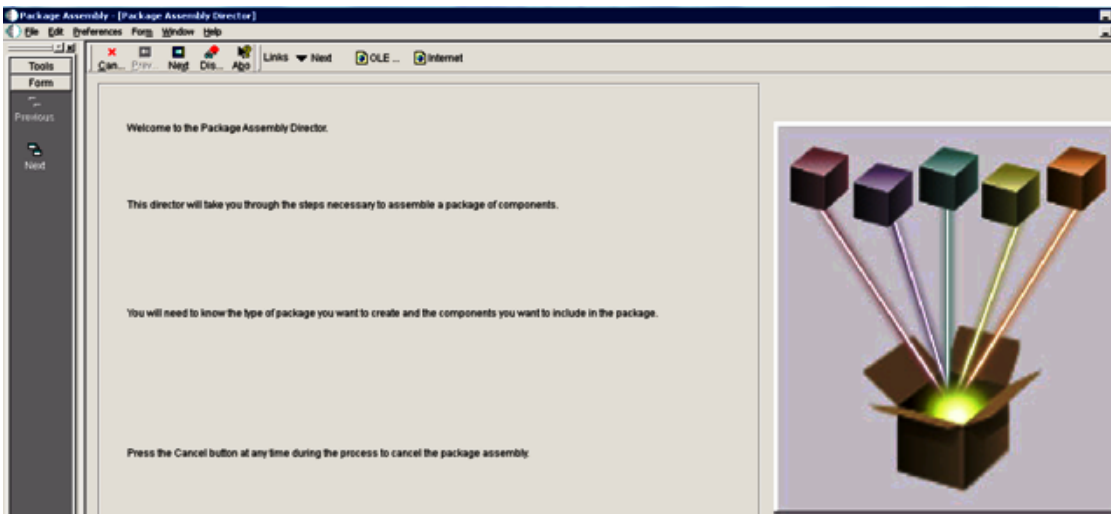 Package Assembly - [Package Assembly Director]
File Edit Preferences Form Window Help
Can... Prev... Next Dis... Abo Links Next OLE ... Internet
Tools
Form
Previous
Next
Welcome to the Package Assembly Director.
This director will take you through the steps necessary to assemble a package of components.
You will need to know the type of package you want to create and the components you want to include in the package.
Press the Cancel button at any time during the process to cancel the package assembly.